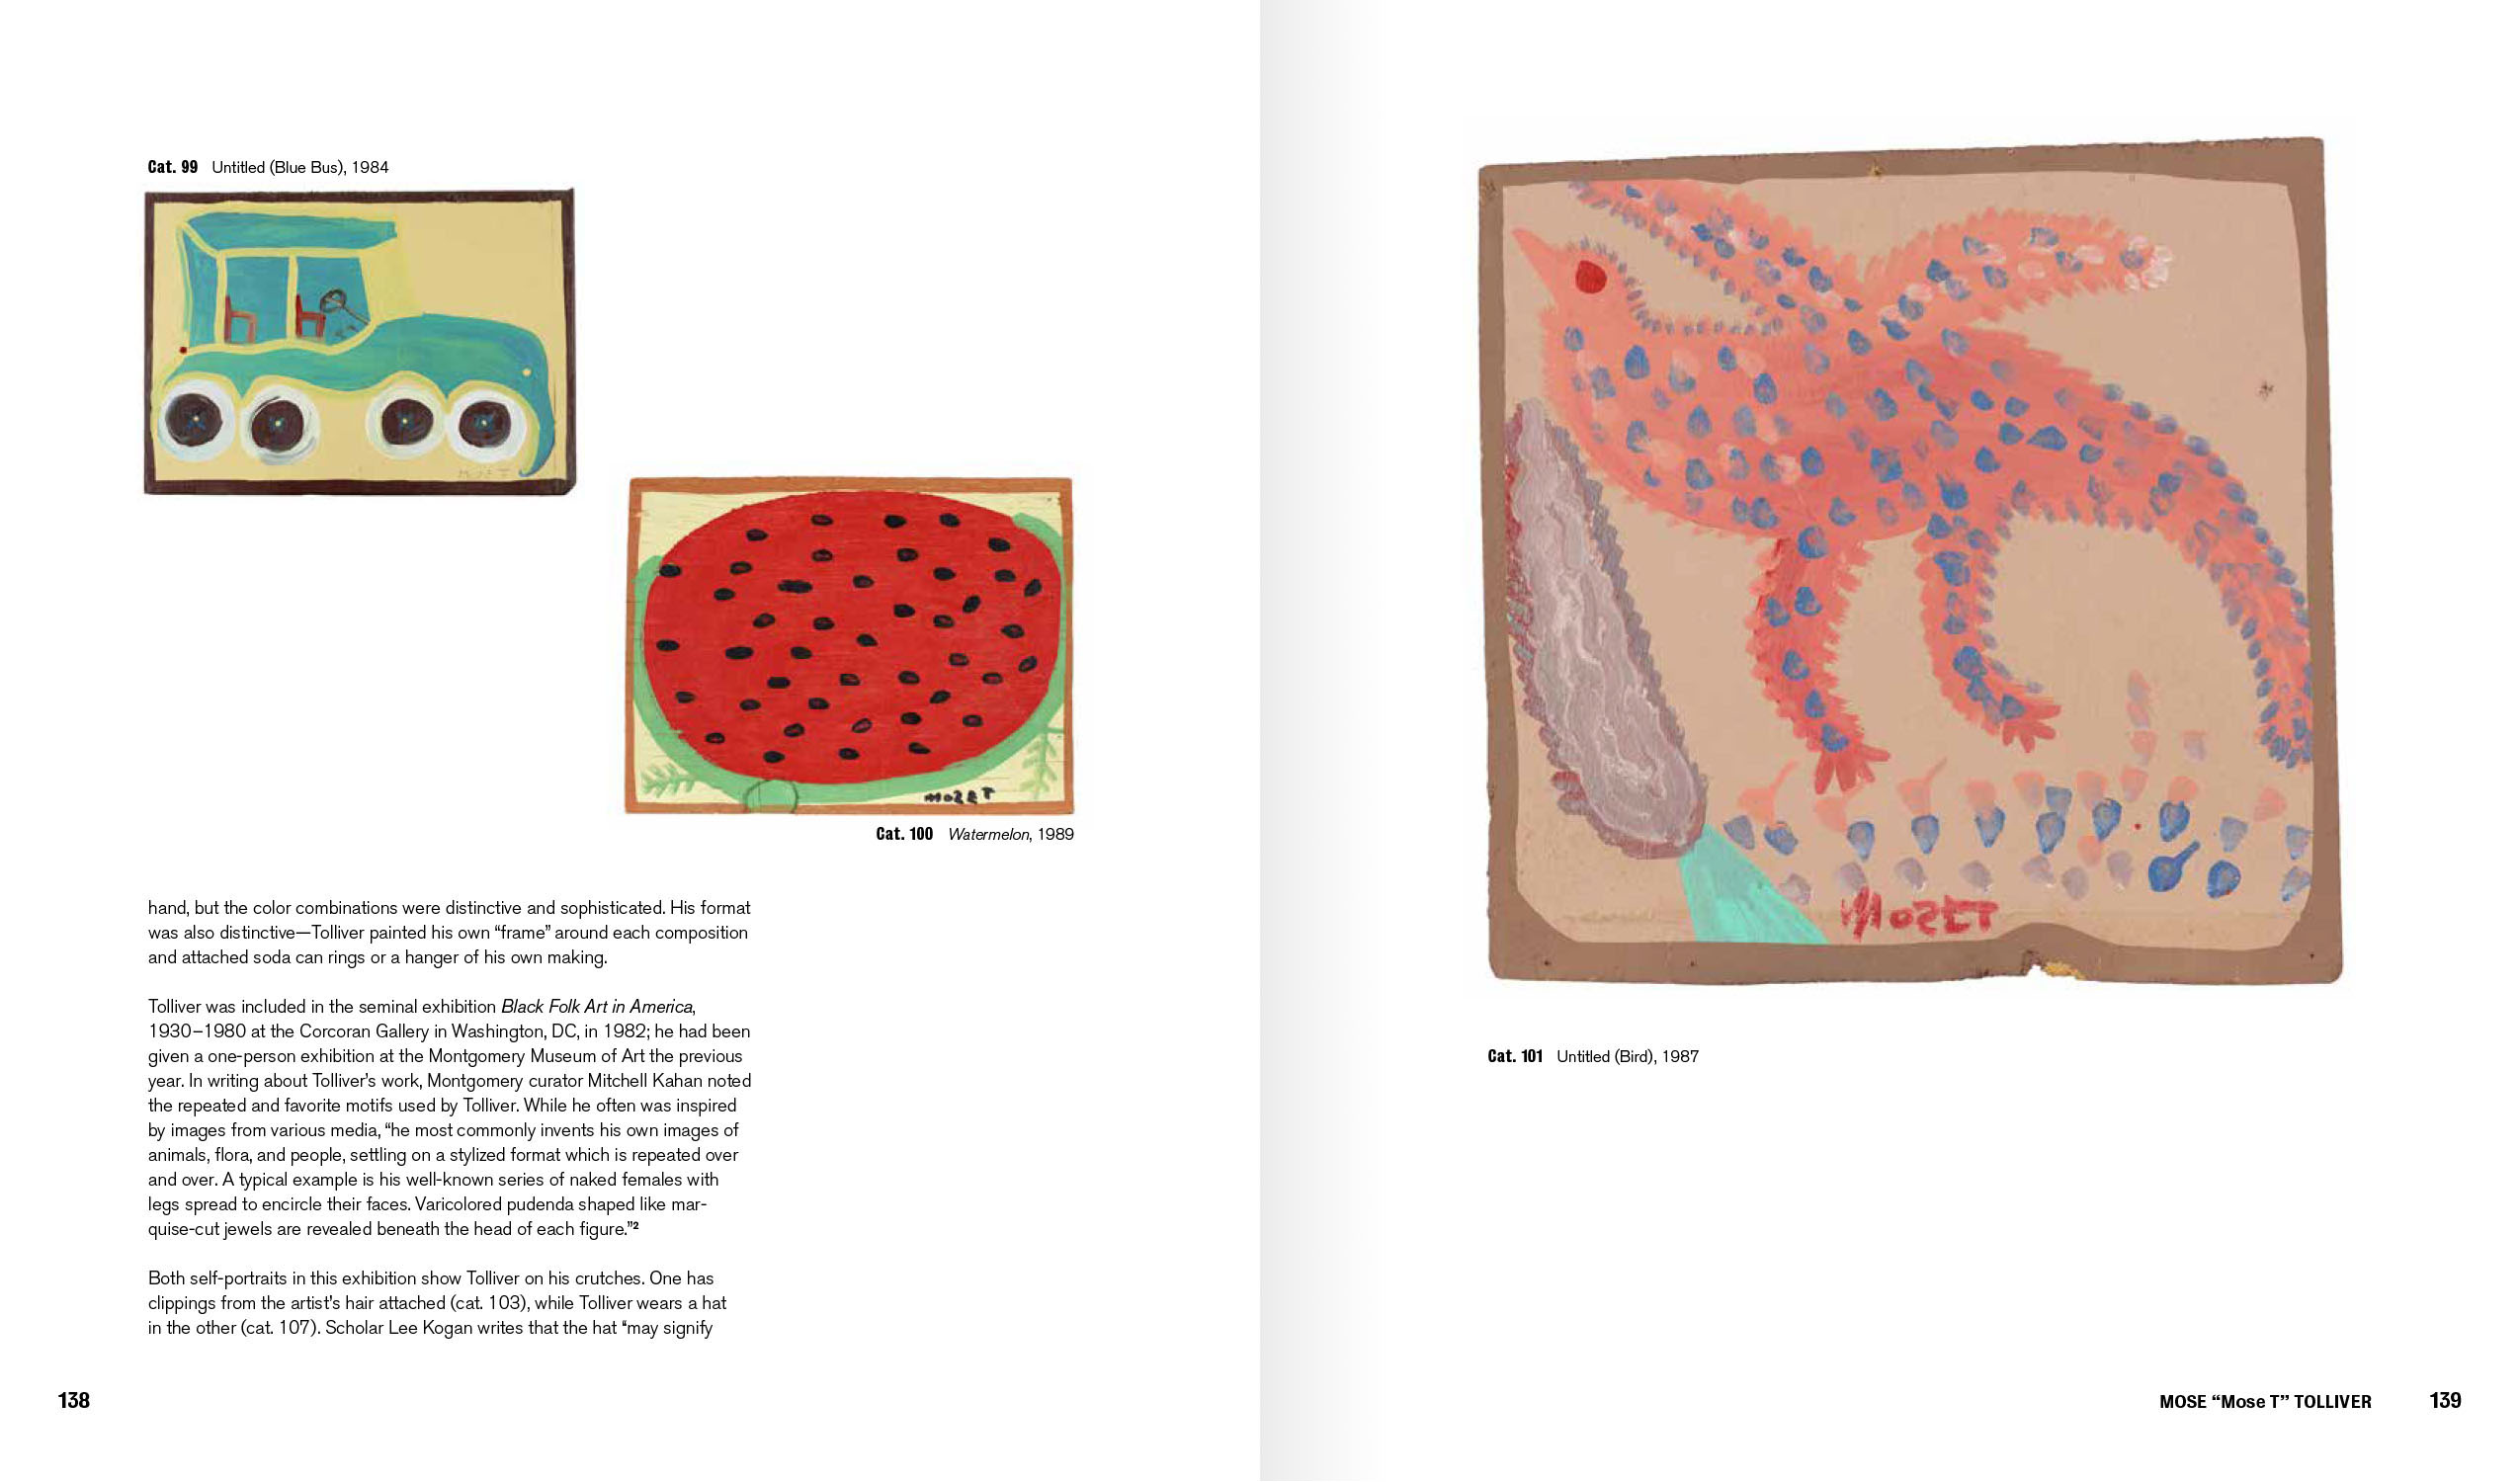 Cat. 99 Untitled (Blue Bus), 1984
MOZE T
Cat. 100 Watermelon, 1989
hand, but the color combinations were distinctive and sophisticated. His format
was also distinctive—Tolliver painted his own “frame” around each composition
and attached soda can rings or a hanger of his own making.
Tolliver was included in the seminal exhibition Black Folk Art in America,
1930–1980 at the Corcoran Gallery in Washington, DC, in 1982; he had been
given a one-person exhibition at the Montgomery Museum of Art the previous
year. In writing about Tolliver’s work, Montgomery curator Mitchell Kahan noted
the repeated and favorite motifs used by Tolliver. While he often was inspired
by images from various media, “he most commonly invents his own images of
animals, flora, and people, settling on a stylized format which is repeated over
and over. A typical example is his well-known series of naked females with
legs spread to encircle their faces. Varicolored pudenda shaped like mar-
quise-cut jewels are revealed beneath the head of each figure.”²
Both self-portraits in this exhibition show Tolliver on his crutches. One has
clippings from the artist’s hair attached (cat. 103), while Tolliver wears a hat
in the other (cat. 107). Scholar Lee Kogan writes that the hat “may signify
138
MOZE T
Cat. 101 Untitled (Bird), 1987
MOSE “Mose T” TOLLIVER 139